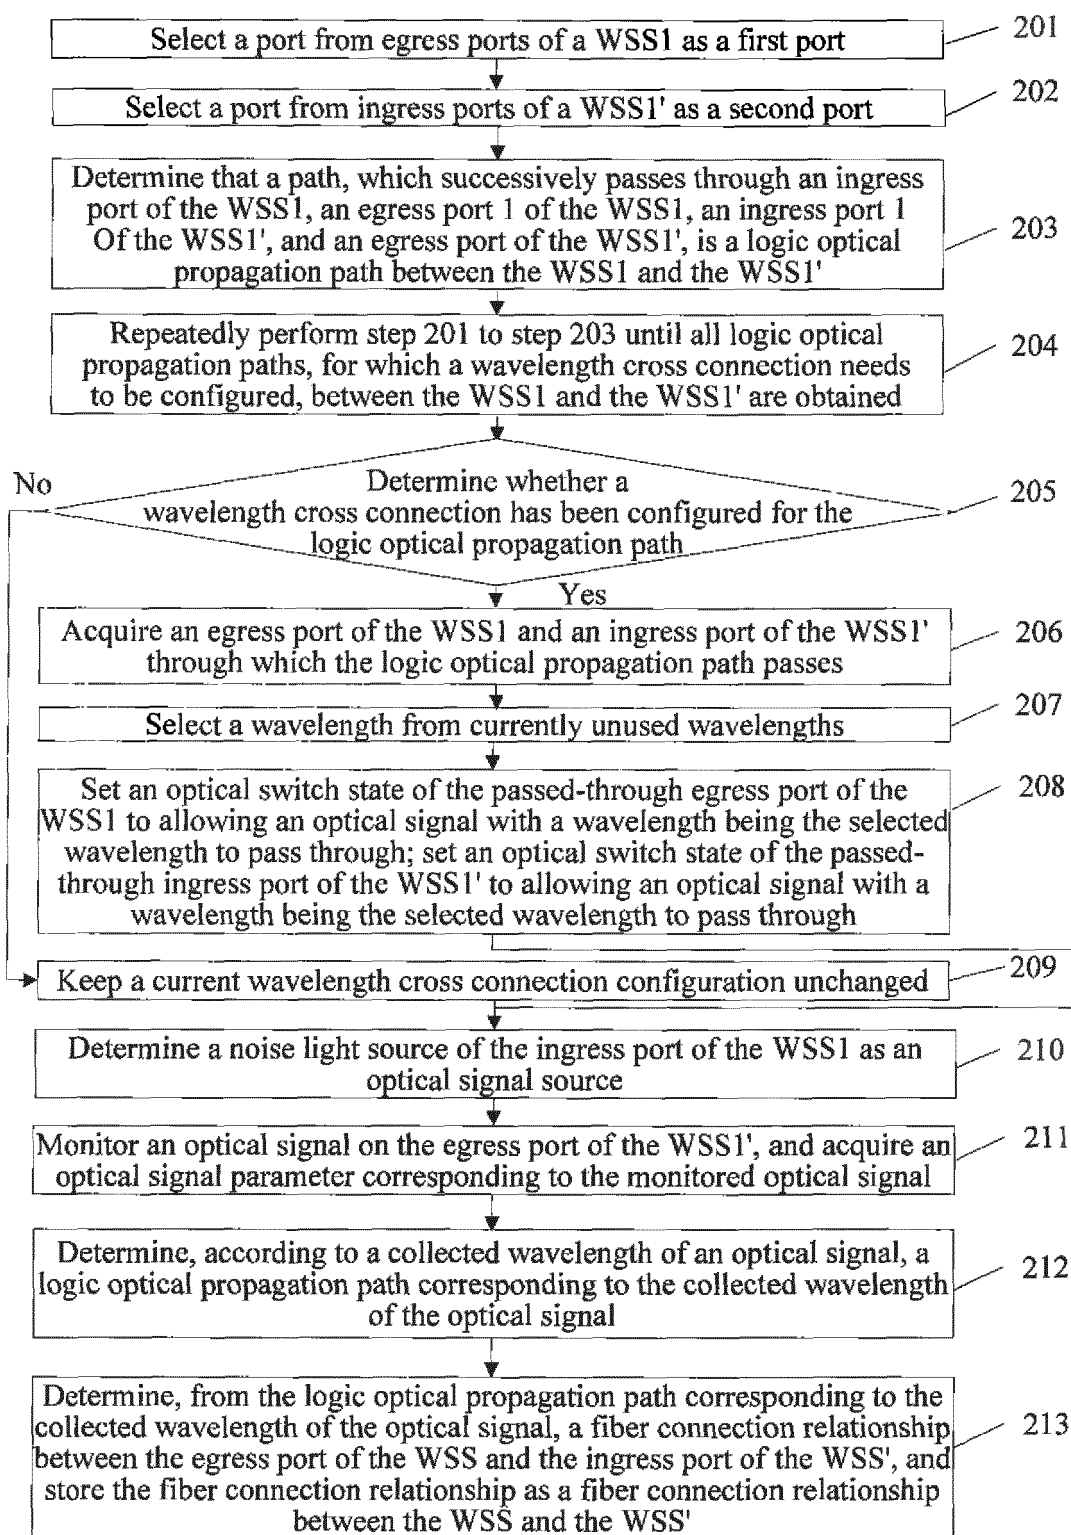 Select a port from egress ports of a WSS1 as a first port
201
Select a port from ingress ports of a WSS1' as a second port
202
Determine that a path, which successively passes through an ingress
port of the WSS1, an egress port 1 of the WSS1, an ingress port 1
Of the WSS1', and an egress port of the WSS1', is a logic optical
propagation path between the WSS1 and the WSS1'
203
Repeatedly perform step 201 to step 203 until all logic optical
propagation paths, for which a wavelength cross connection needs
to be configured, between the WSS1 and the WSS1' are obtained
204
No
Determine whether a
wavelength cross connection has been configured for the
logic optical propagation path
205
Yes
Acquire an egress port of the WSS1 and an ingress port of the WSS1'
through which the logic optical propagation path passes
206
Select a wavelength from currently unused wavelengths
207
Set an optical switch state of the passed-through egress port of the
WSS1 to allowing an optical signal with a wavelength being the selected
wavelength to pass through; set an optical switch state of the passed-
through ingress port of the WSS1' to allowing an optical signal with a
wavelength being the selected wavelength to pass through
208
Keep a current wavelength cross connection configuration unchanged
209
Determine a noise light source of the ingress port of the WSS1 as an
optical signal source
210
Monitor an optical signal on the egress port of the WSS1', and acquire an
optical signal parameter corresponding to the monitored optical signal
211
Determine, according to a collected wavelength of an optical signal, a
logic optical propagation path corresponding to the collected wavelength
of the optical signal
212
Determine, from the logic optical propagation path corresponding to the
collected wavelength of the optical signal, a fiber connection relationship
between the egress port of the WSS and the ingress port of the WSS', and
store the fiber connection relationship as a fiber connection relationship
between the WSS and the WSS'
213